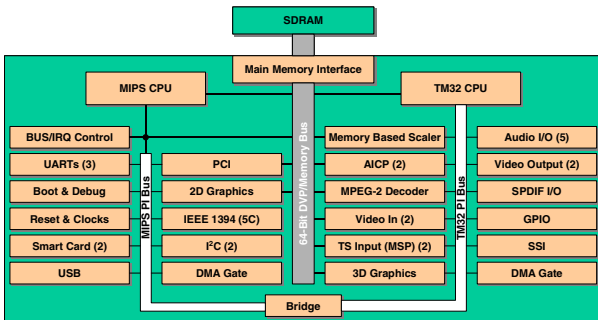 SDRAM
Main Memory Interface
MIPS CPU
TM32 CPU
BUS/IRQ Control
UARTs (3)
Boot & Debug
Reset & Clocks
Smart Card (2)
USB
MIPS PI Bus
PCI
2D Graphics
IEEE 1394 (5C)
I²C (2)
DMA Gate
64-Bit DVP/Memory Bus
Memory Based Scaler
AICP (2)
MPEG-2 Decoder
Video In (2)
TS Input (MSP) (2)
3D Graphics
TM32 PI Bus
Audio I/O (5)
Video Output (2)
SPDIF I/O
GPIO
SSI
DMA Gate
Bridge